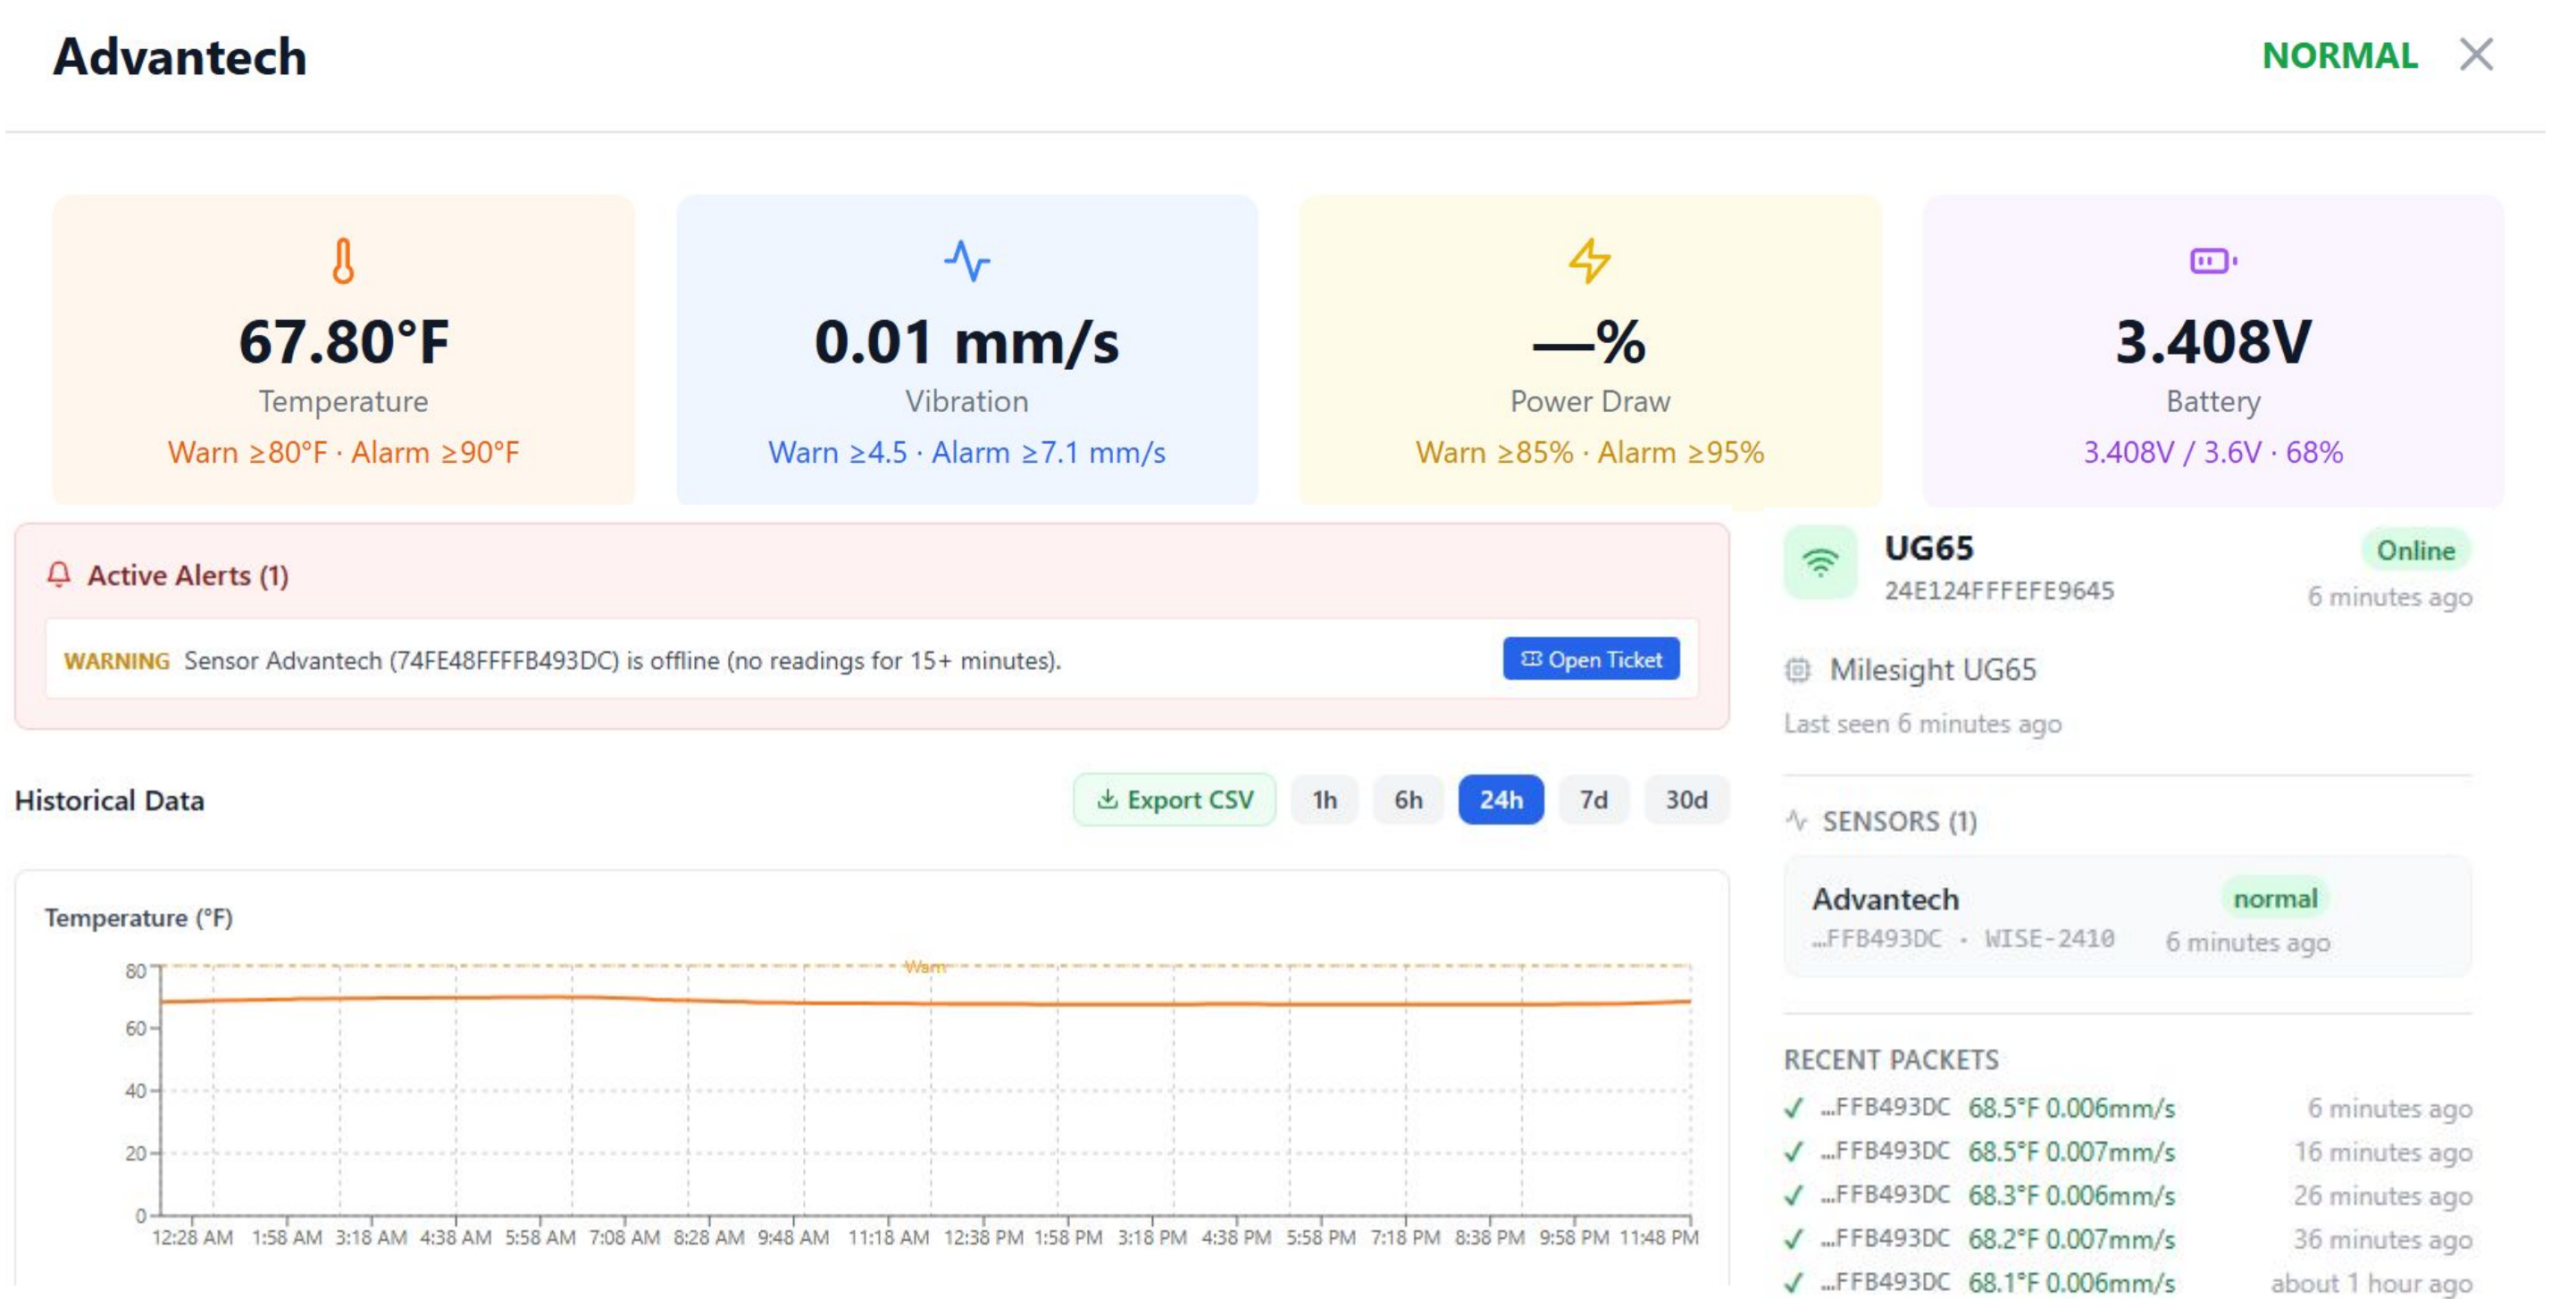 Advantech
NORMAL
67.80°F
Temperature
Warn ≥80°F · Alarm ≥90°F
0.01 mm/s
Vibration
Warn ≥4.5 · Alarm ≥7.1 mm/s
—%
Power Draw
Warn ≥85% · Alarm ≥95%
3.408V
Battery
3.408V / 3.6V · 68%
Active Alerts (1)
WARNING Sensor Advantech (74FE48FFFFB493DC) is offline (no readings for 15+ minutes).
Open Ticket
Historical Data
Export CSV
1h
6h
24h
7d
30d
Temperature (°F)
Warn
80
60
40
20
0
12:28 AM 1:58 AM 3:18 AM 4:38 AM 5:58 AM 7:08 AM 8:28 AM 9:48 AM 11:18 AM 12:38 PM 1:58 PM 3:18 PM 4:38 PM 5:58 PM 7:18 PM 8:38 PM 9:58 PM 11:48 PM
UG65
Online
24E124FFFEFE9645
6 minutes ago
Milesight UG65
Last seen 6 minutes ago
SENSORS (1)
Advantech
normal
...FFB493DC · WISE-2410
6 minutes ago
RECENT PACKETS
✓ ...FFB493DC 68.5°F 0.006mm/s 6 minutes ago
✓ ...FFB493DC 68.5°F 0.007mm/s 16 minutes ago
✓ ...FFB493DC 68.3°F 0.006mm/s 26 minutes ago
✓ ...FFB493DC 68.2°F 0.007mm/s 36 minutes ago
✓ ...FFB493DC 68.1°F 0.006mm/s about 1 hour ago